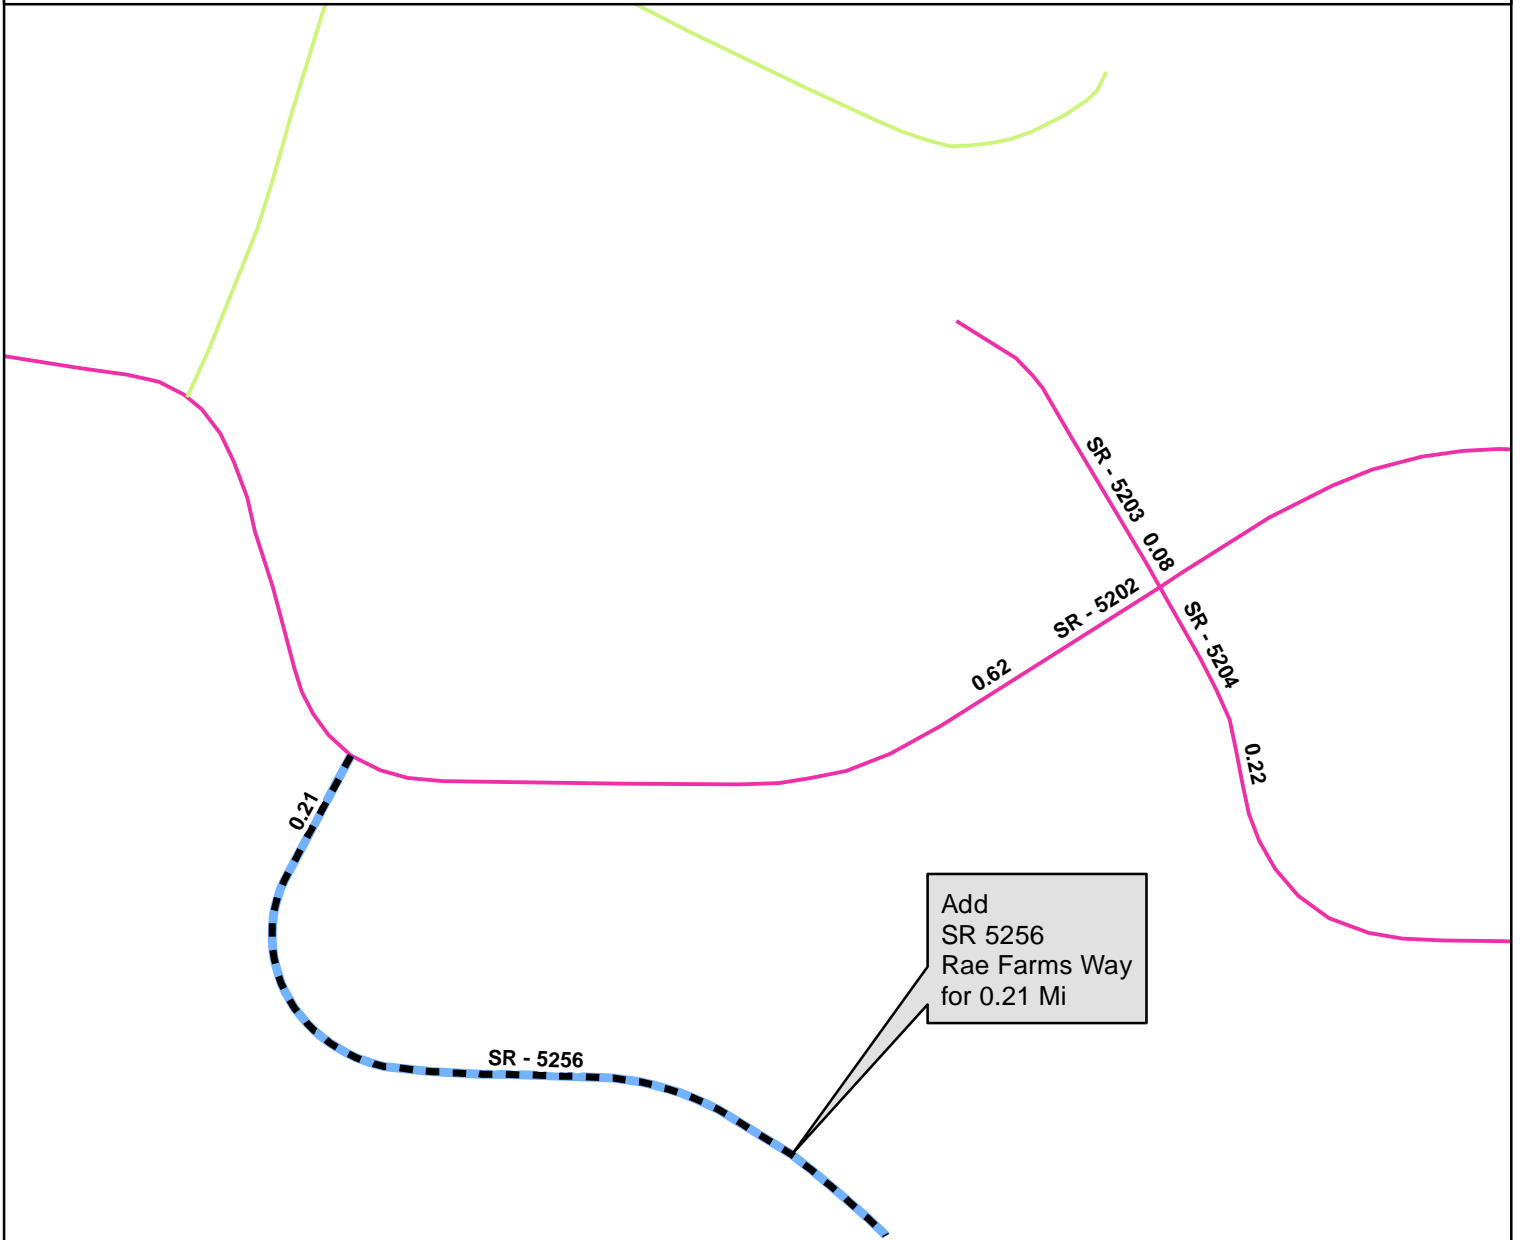 SR - 5203 0.08
SR - 5202
0.62
SR - 5204
0.22
0.21
Add
SR 5256
Rae Farms Way
for 0.21 Mi
SR - 5256